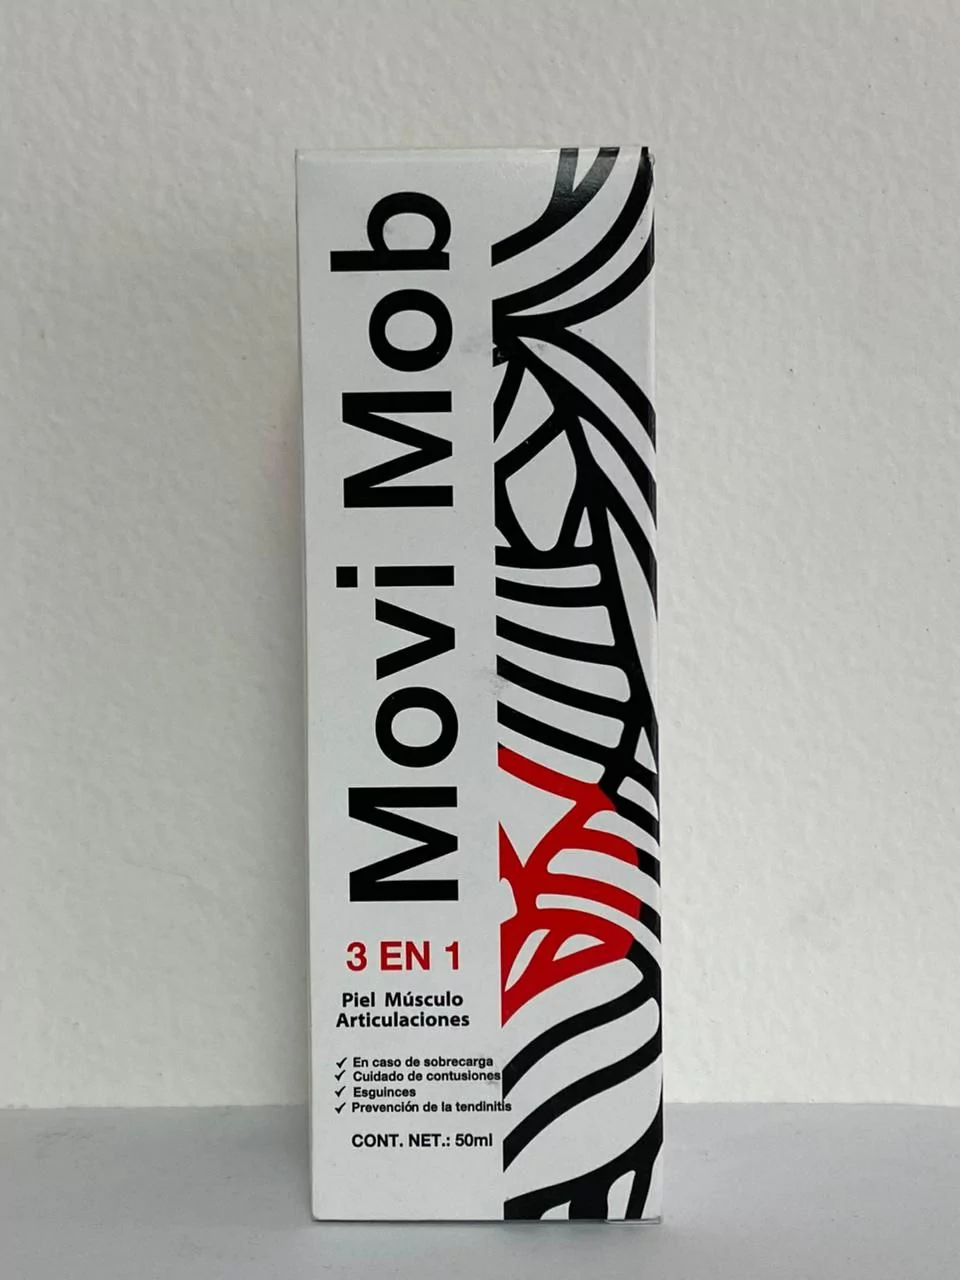 Movi Mob
3 EN 1
Piel Músculo
Articulaciones
✓ En caso de sobrecarga
✓ Cuidado de contusiones
✓ Esguinces
✓ Prevención de la tendinitis
CONT. NET.: 50ml